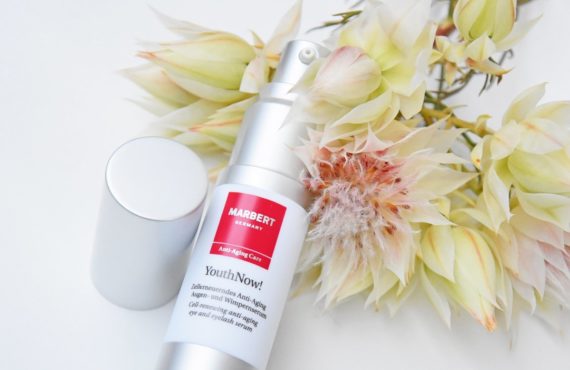 MARBERT
GERMANY
Anti-Aging Care
YouthNow!
Zellerneuerndes Anti-Aging
Augen- und Wimpernserum
Cell-renewing anti-aging
eye and eyelash serum